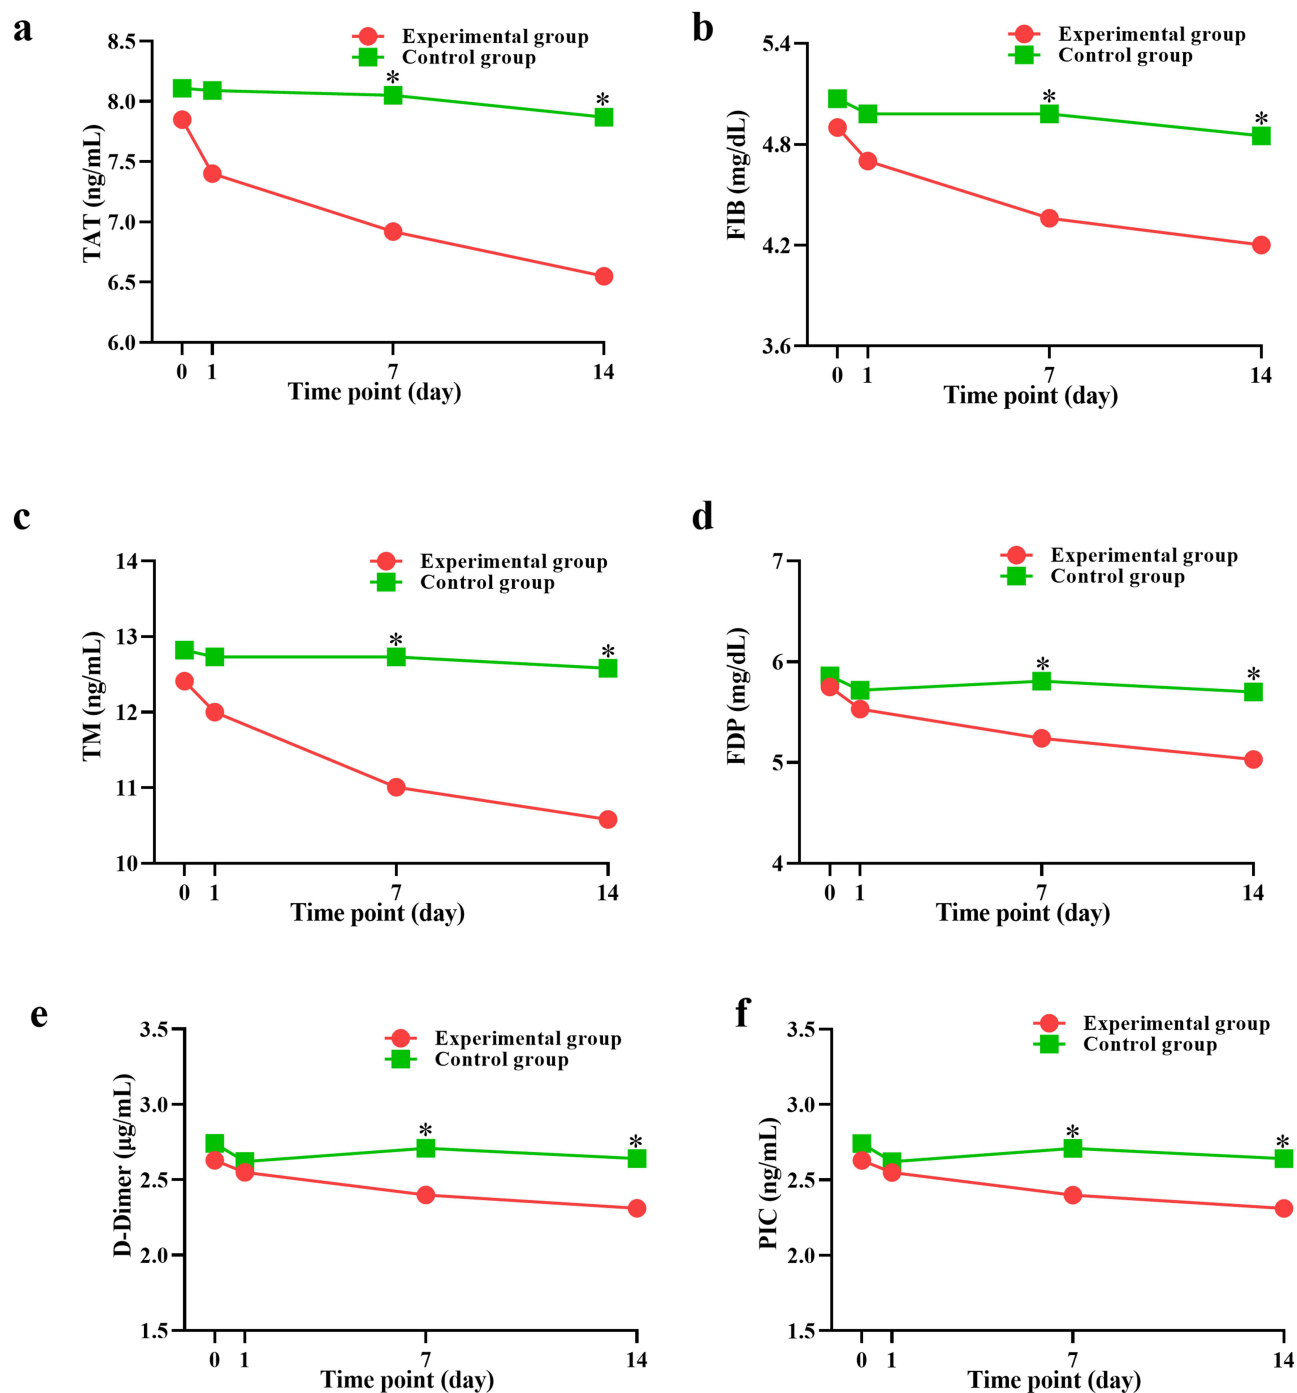 a
8.5
8.0
7.5
7.0
6.5
6.0
TAT (ng/mL)
Experimental group
Control group
*
*
0 1 7 14
Time point (day)
b
5.4
4.8
4.2
3.6
FIB (mg/dL)
Experimental group
Control group
*
*
0 1 7 14
Time point (day)
c
14
13
12
11
10
TM (ng/mL)
Experimental group
Control group
*
*
0 1 7 14
Time point (day)
d
7
6
5
4
FDP (mg/dL)
Experimental group
Control group
*
*
0 1 7 14
Time point (day)
e
3.5
3.0
2.5
2.0
1.5
D-Dimer (μg/mL)
Experimental group
Control group
*
*
0 1 7 14
Time point (day)
f
3.5
3.0
2.5
2.0
1.5
PIC (ng/mL)
Experimental group
Control group
*
*
0 1 7 14
Time point (day)